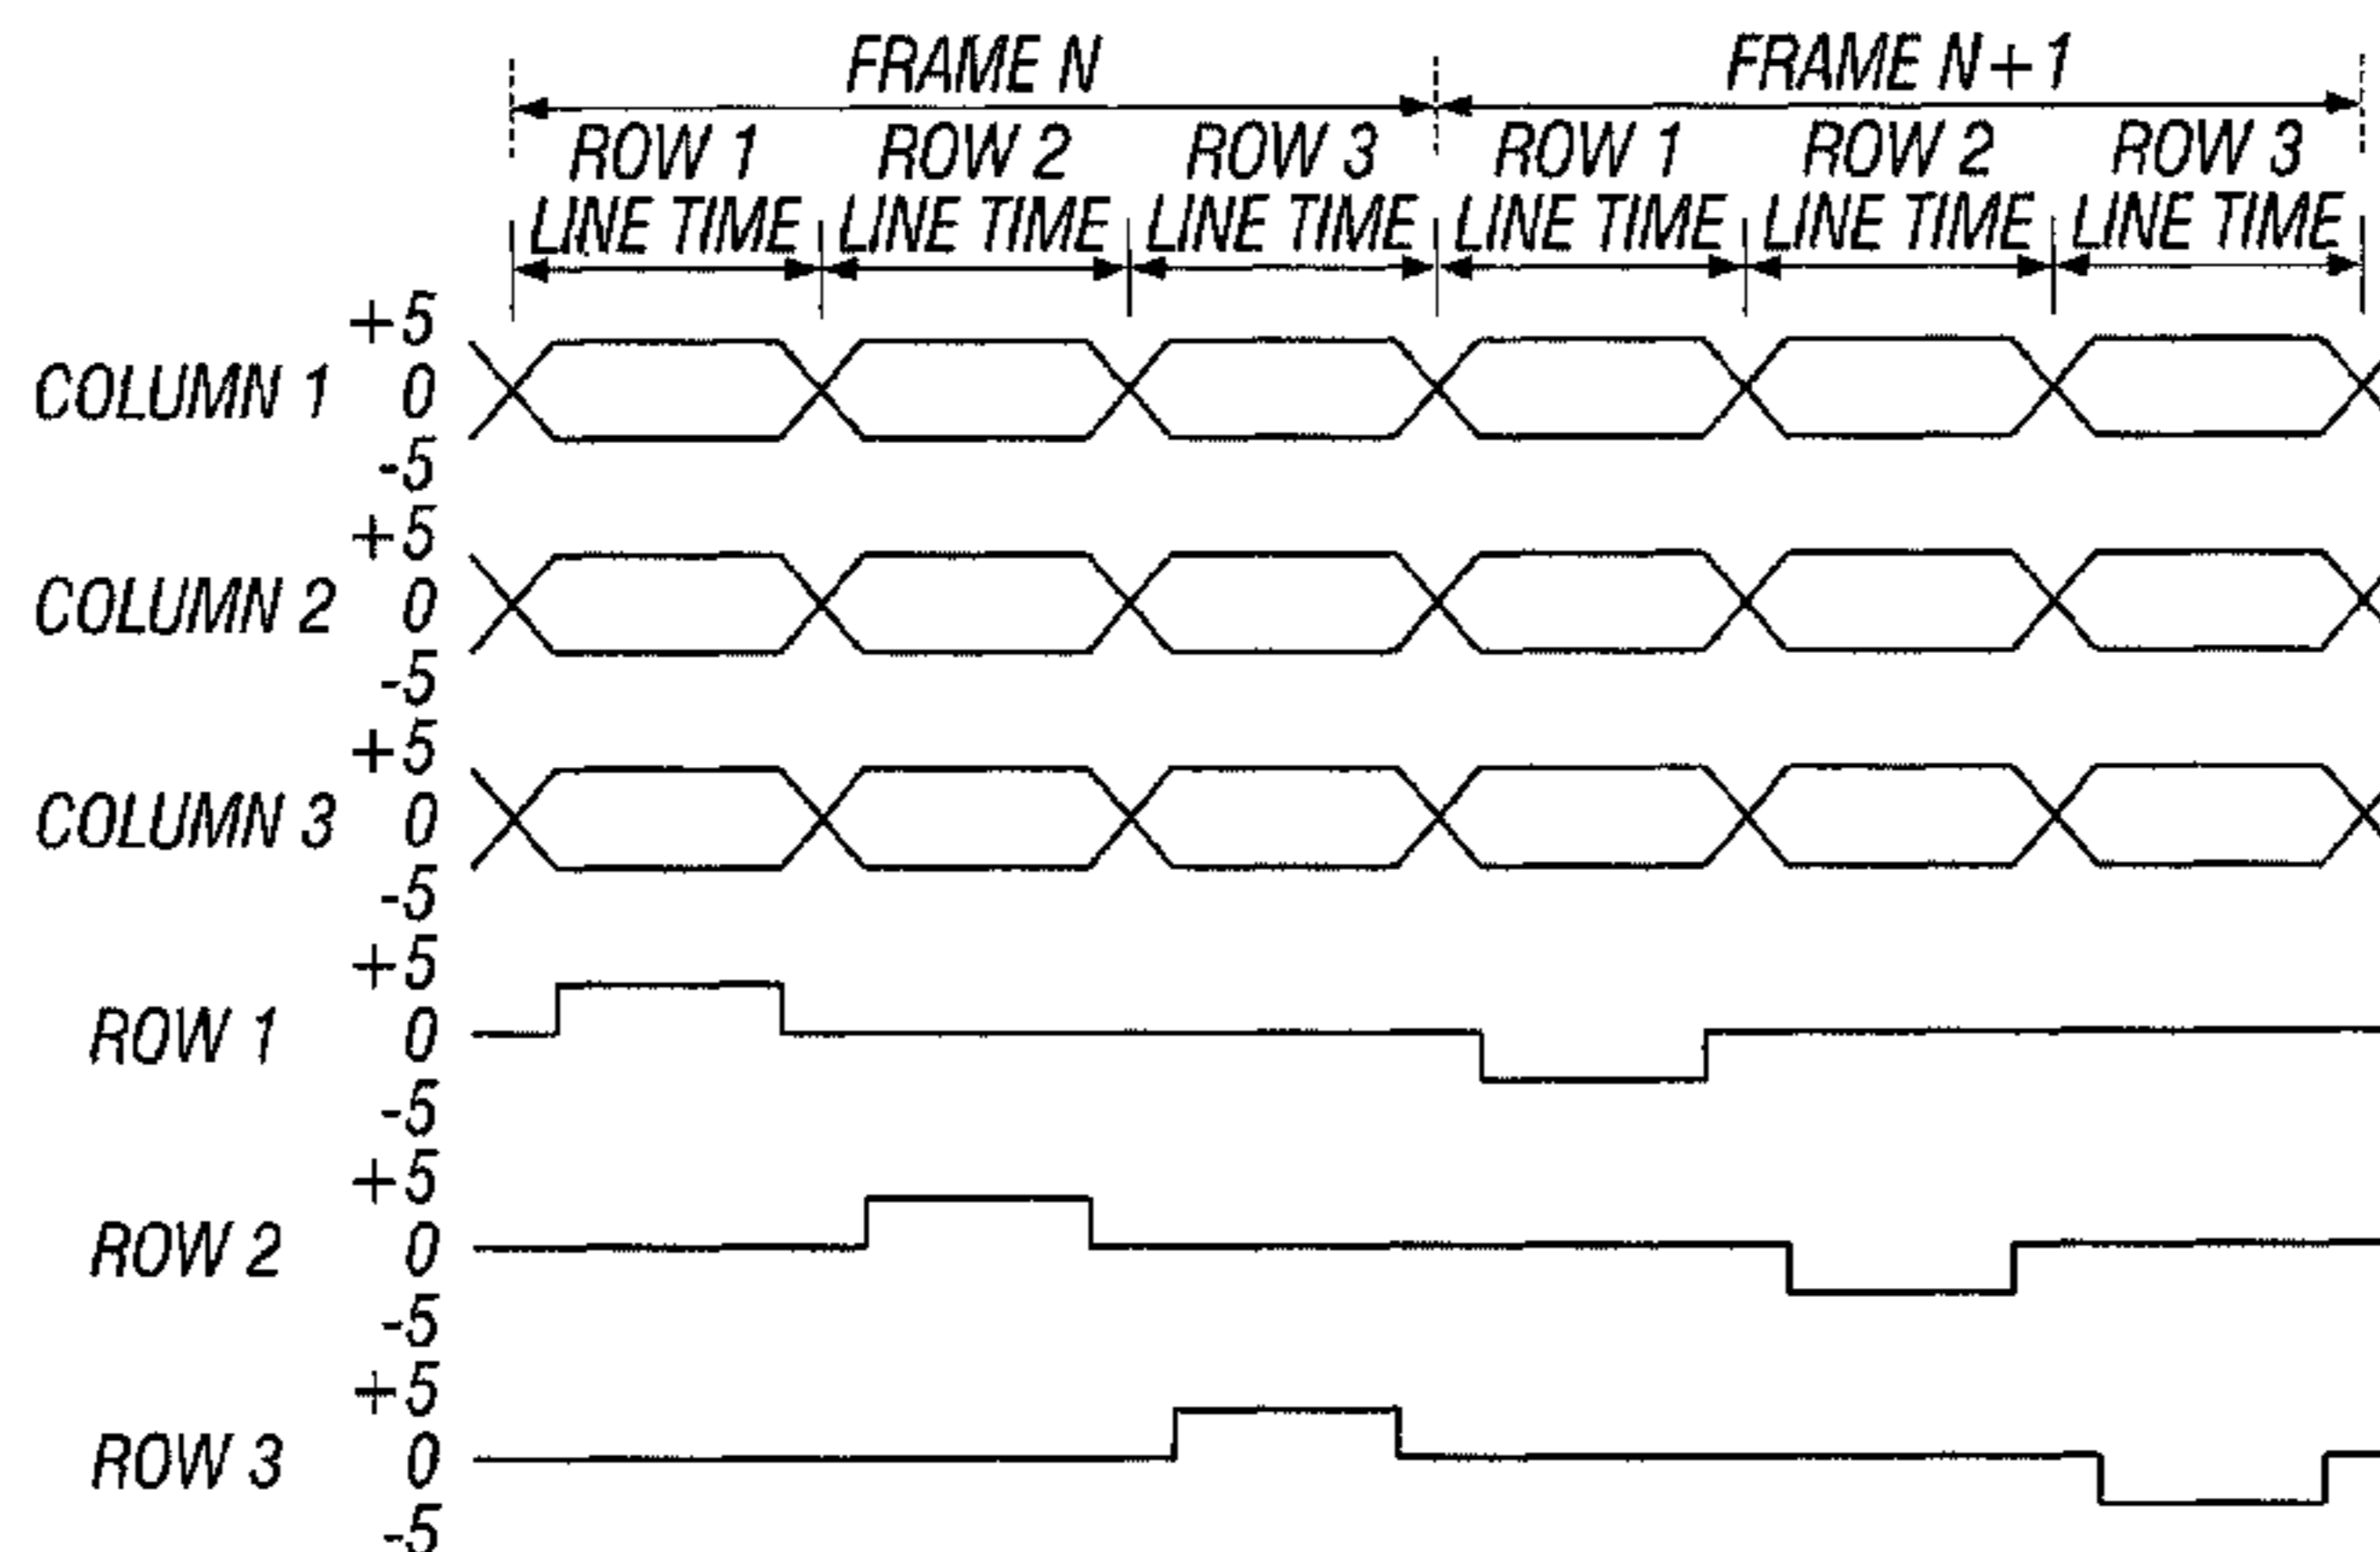 FRAME N FRAME N+1
ROW 1 ROW 2 ROW 3 ROW 1 ROW 2 ROW 3
LINE TIME LINE TIME LINE TIME LINE TIME LINE TIME LINE TIME
+5
COLUMN 1 0
-5
+5
COLUMN 2 0
-5
+5
COLUMN 3 0
-5
+5
ROW 1 0
-5
+5
ROW 2 0
-5
+5
ROW 3 0
-5